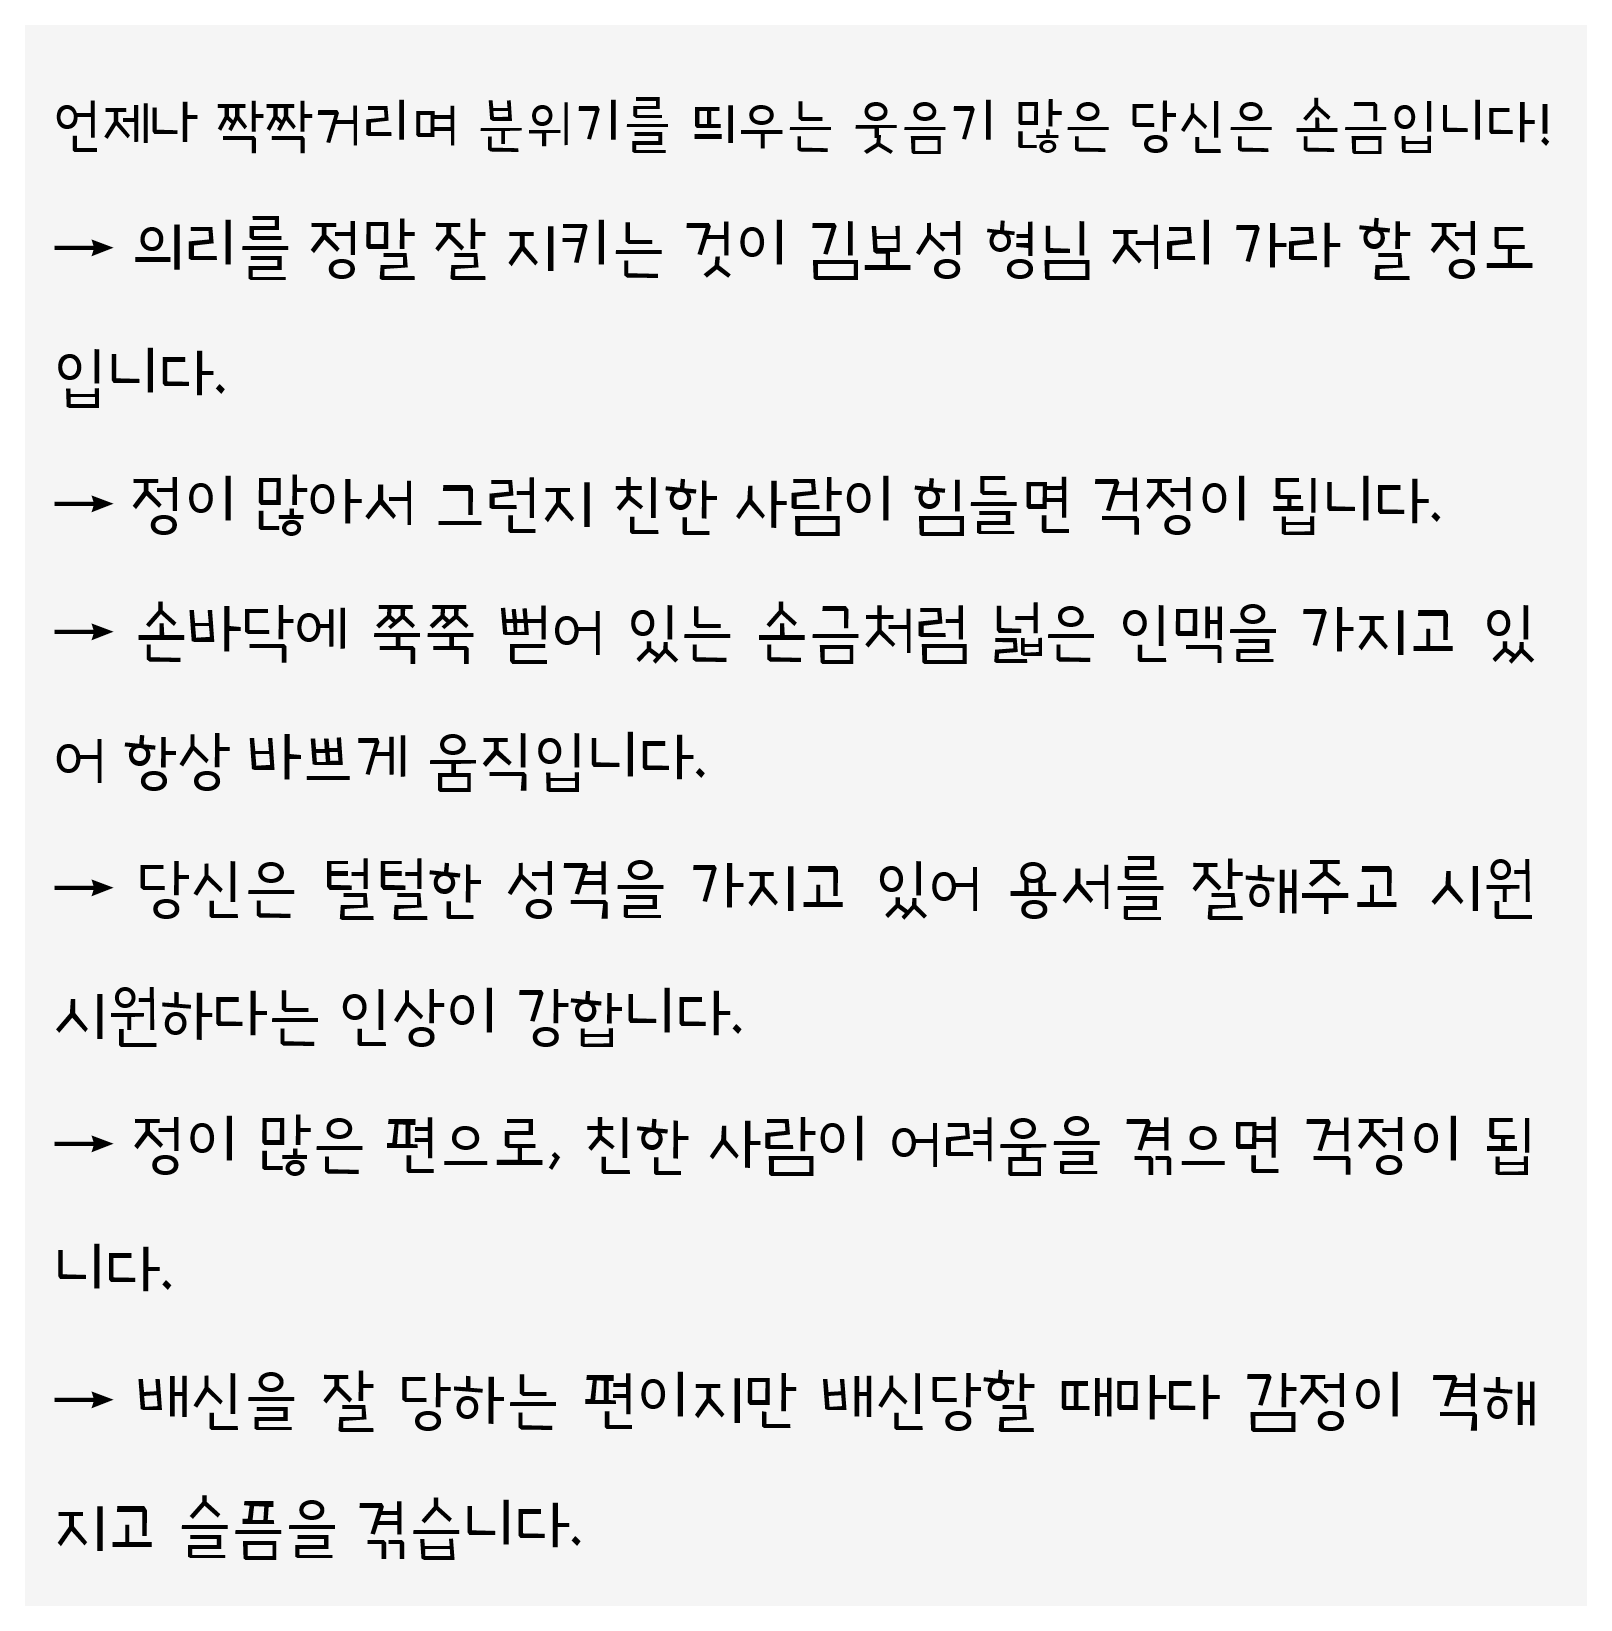 언제나 짝짝거리며 분위기를 띄우는 웃음기 많은 당신은 손금입니다!
→ 의리를 정말 잘 지키는 것이 김보성 형님 저리 가라 할 정도
입니다.
→ 정이 많아서 그런지 친한 사람이 힘들면 걱정이 됩니다.
→ 손바닥에 쭉쭉 뻗어 있는 손금처럼 넓은 인맥을 가지고 있
어 항상 바쁘게 움직입니다.
→ 당신은 털털한 성격을 가지고 있어 용서를 잘해주고 시원
시원하다는 인상이 강합니다.
→ 정이 많은 편으로, 친한 사람이 어려움을 겪으면 걱정이 됩
니다.
→ 배신을 잘 당하는 편이지만 배신당할 때마다 감정이 격해
지고 슬픔을 겪습니다.